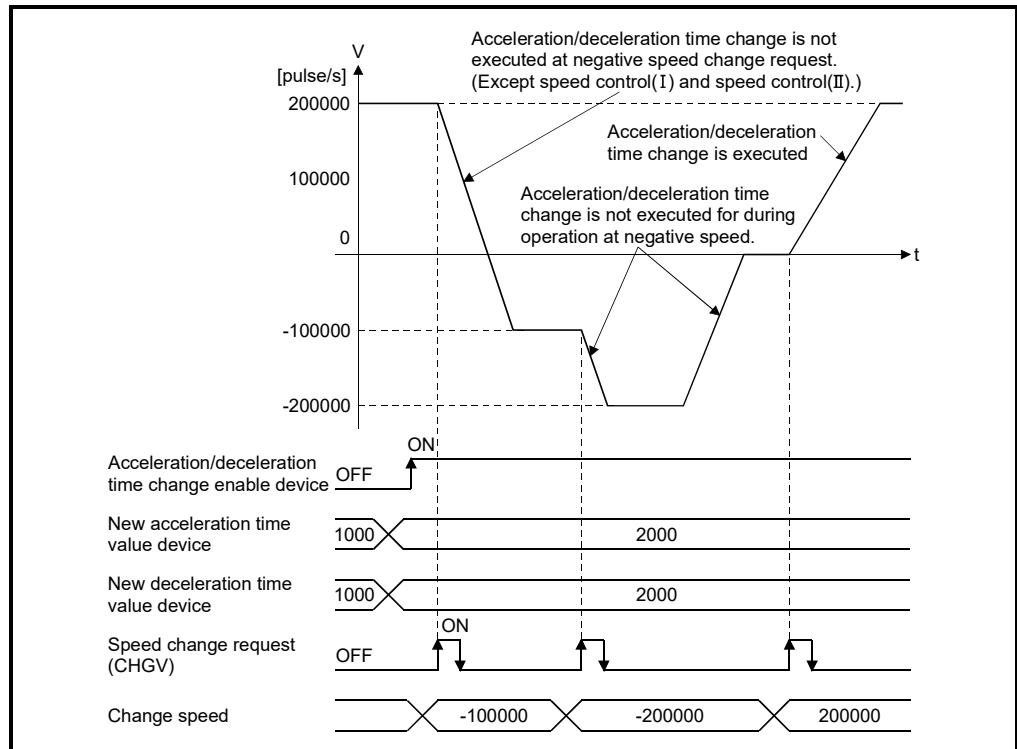 V
[pulse/s]
Acceleration/deceleration time change is not
executed at negative speed change request.
(Except speed control(Ⅰ) and speed control(Ⅱ).)
200000
Acceleration/deceleration
time change is executed
100000
Acceleration/deceleration time
change is not executed for during
operation at negative speed.
0
t
-100000
-200000
ON
Acceleration/deceleration
time change enable device
OFF
New acceleration time
value device
1000
2000
New deceleration time
value device
1000
2000
Speed change request
(CHGV)
OFF
ON
Change speed
-100000
-200000
200000